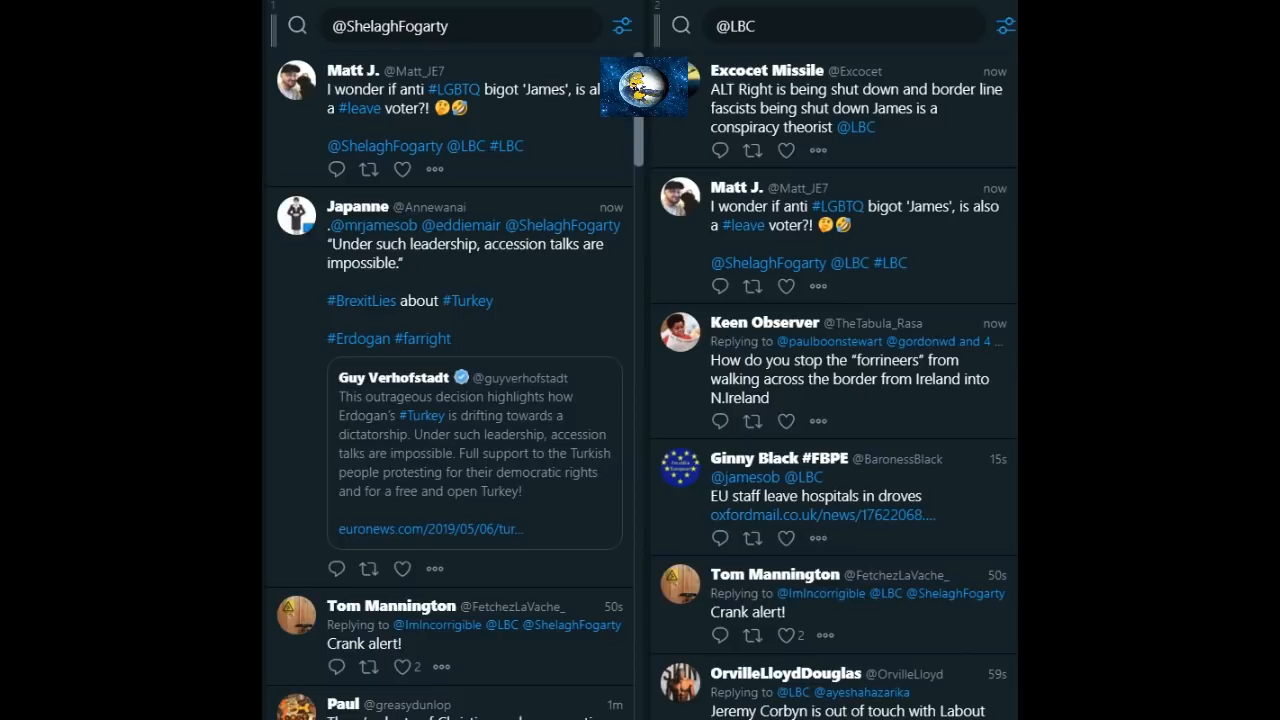 1
@ShelaghFogarty
Matt J. @Matt_JE7
I wonder if anti #LGBTQ bigot 'James', is al
a #leave voter?! 🤔🤣
@ShelaghFogarty @LBC #LBC
Japanne @Annewanai now
.@mrjamesob @eddiemair @ShelaghFogarty
“Under such leadership, accession talks are
impossible.”
#BrexitLies about #Turkey
#Erdogan #farright
Guy Verhofstadt @guyverhofstadt
This outrageous decision highlights how
Erdogan's #Turkey is drifting towards a
dictatorship. Under such leadership, accession
talks are impossible. Full support to the Turkish
people protesting for their democratic rights
and for a free and open Turkey!
euronews.com/2019/05/06/tur...
Tom Mannington @FetchezLaVache_ 50s
Replying to @ImIncorrigible @LBC @ShelaghFogarty
Crank alert!
2
Paul @greasydunlop 1m
2
@LBC
Excocet Missile @Excocet now
ALT Right is being shut down and border line
fascists being shut down James is a
conspiracy theorist @LBC
Matt J. @Matt_JE7 now
I wonder if anti #LGBTQ bigot 'James', is also
a #leave voter?! 🤔🤣
@ShelaghFogarty @LBC #LBC
Keen Observer @TheTabula_Rasa now
Replying to @paulboonstewart @gordonwd and 4 ...
How do you stop the “forrineers” from
walking across the border from Ireland into
N.Ireland
Ginny Black #FBPE @BaronessBlack 15s
@jamesob @LBC
EU staff leave hospitals in droves
oxfordmail.co.uk/news/17622068....
Tom Mannington @FetchezLaVache_ 50s
Replying to @ImIncorrigible @LBC @ShelaghFogarty
Crank alert!
2
OrvilleLloydDouglas @OrvilleLloyd 59s
Replying to @LBC @ayeshahazarika
Jeremy Corbyn is out of touch with Labout